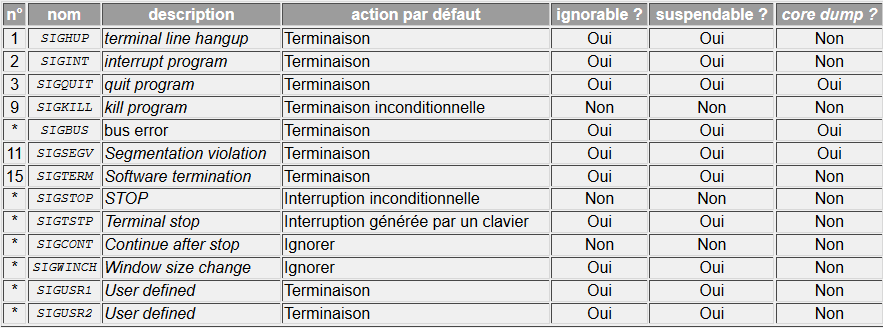 n° nom description action par défaut ignorable ? suspendable ? core dump ?
1 SIGHUP terminal line hangup Terminaison Oui Oui Non
2 SIGINT interrupt program Terminaison Oui Oui Non
3 SIGQUIT quit program Terminaison Oui Oui Oui
9 SIGKILL kill program Terminaison inconditionnelle Non Non Non
* SIGBUS bus error Terminaison Oui Oui Oui
11 SIGSEGV Segmentation violation Terminaison Oui Oui Oui
15 SIGTERM Software termination Terminaison Oui Oui Non
* SIGSTOP STOP Interruption inconditionnelle Non Non Non
* SIGTSTP Terminal stop Interruption générée par un clavier Oui Oui Non
* SIGCONT Continue after stop Ignorer Non Non Non
* SIGWINCH Window size change Ignorer Oui Oui Non
* SIGUSR1 User defined Terminaison Oui Oui Non
* SIGUSR2 User defined Terminaison Oui Oui Non